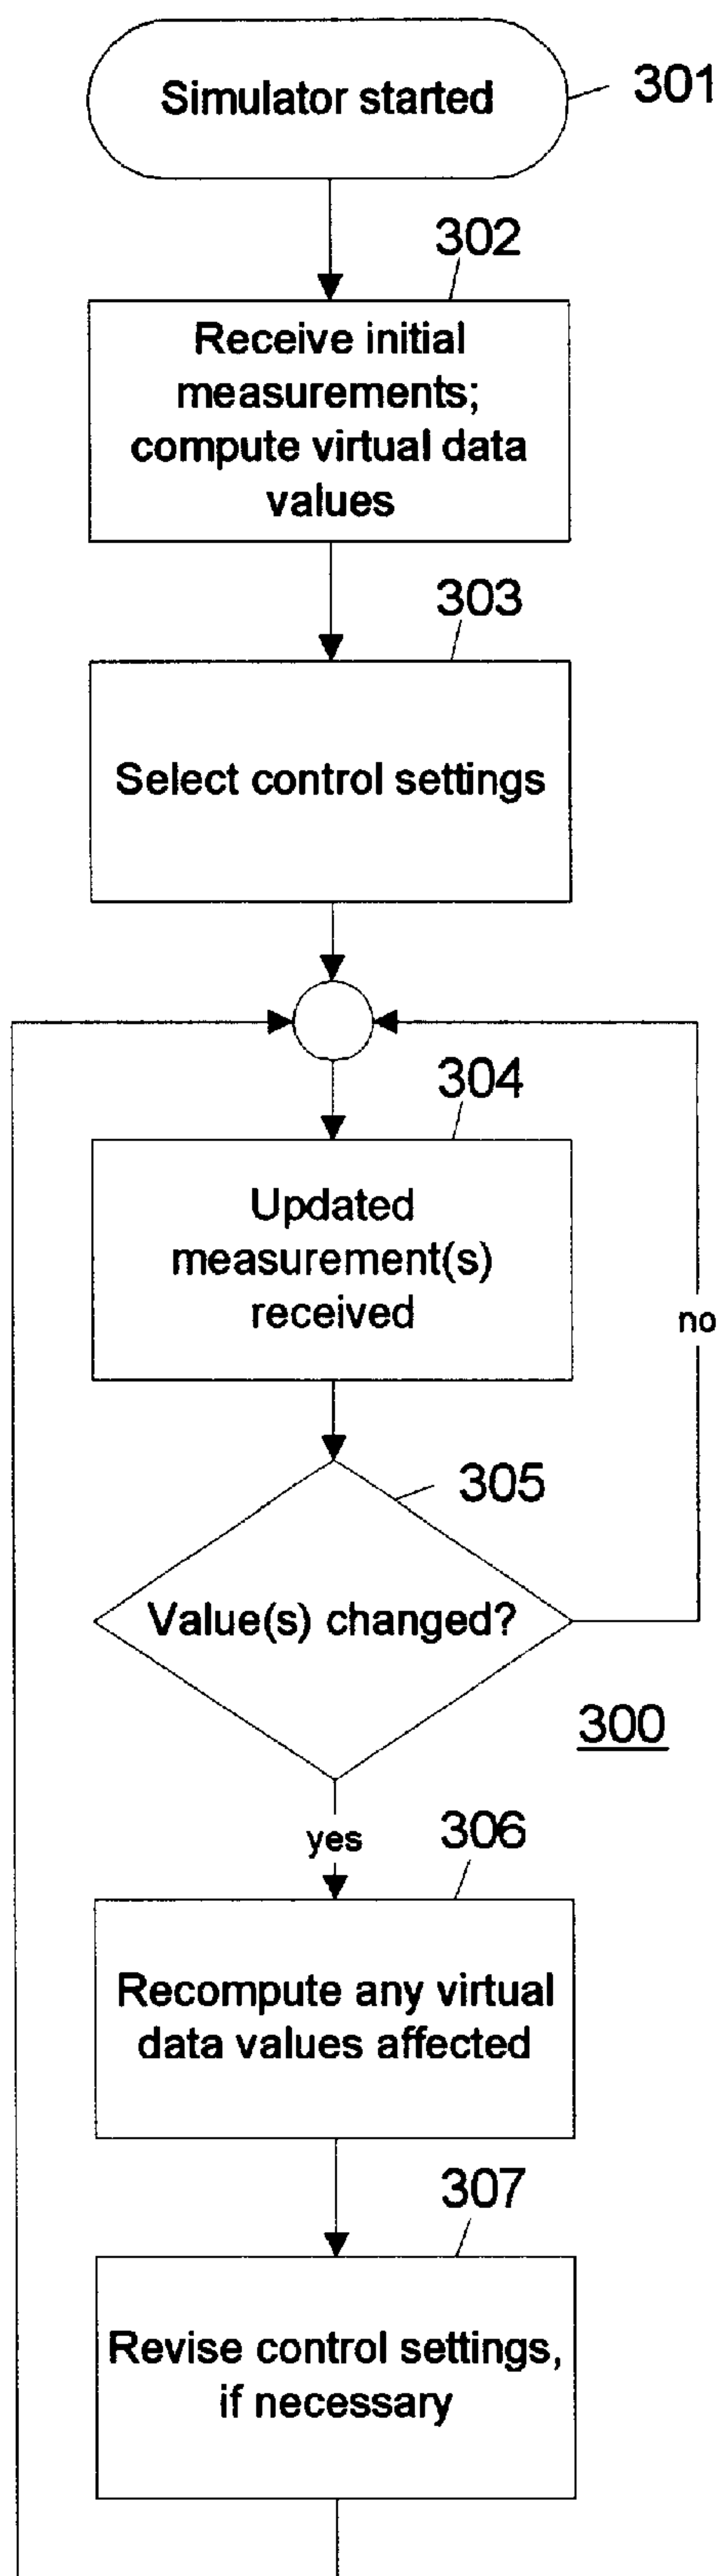 Simulator started
301
302
Receive initial
measurements;
compute virtual data
values
303
Select control settings
304
Updated
measurement(s)
received
no
305
Value(s) changed?
300
yes
306
Recompute any virtual
data values affected
307
Revise control settings,
if necessary